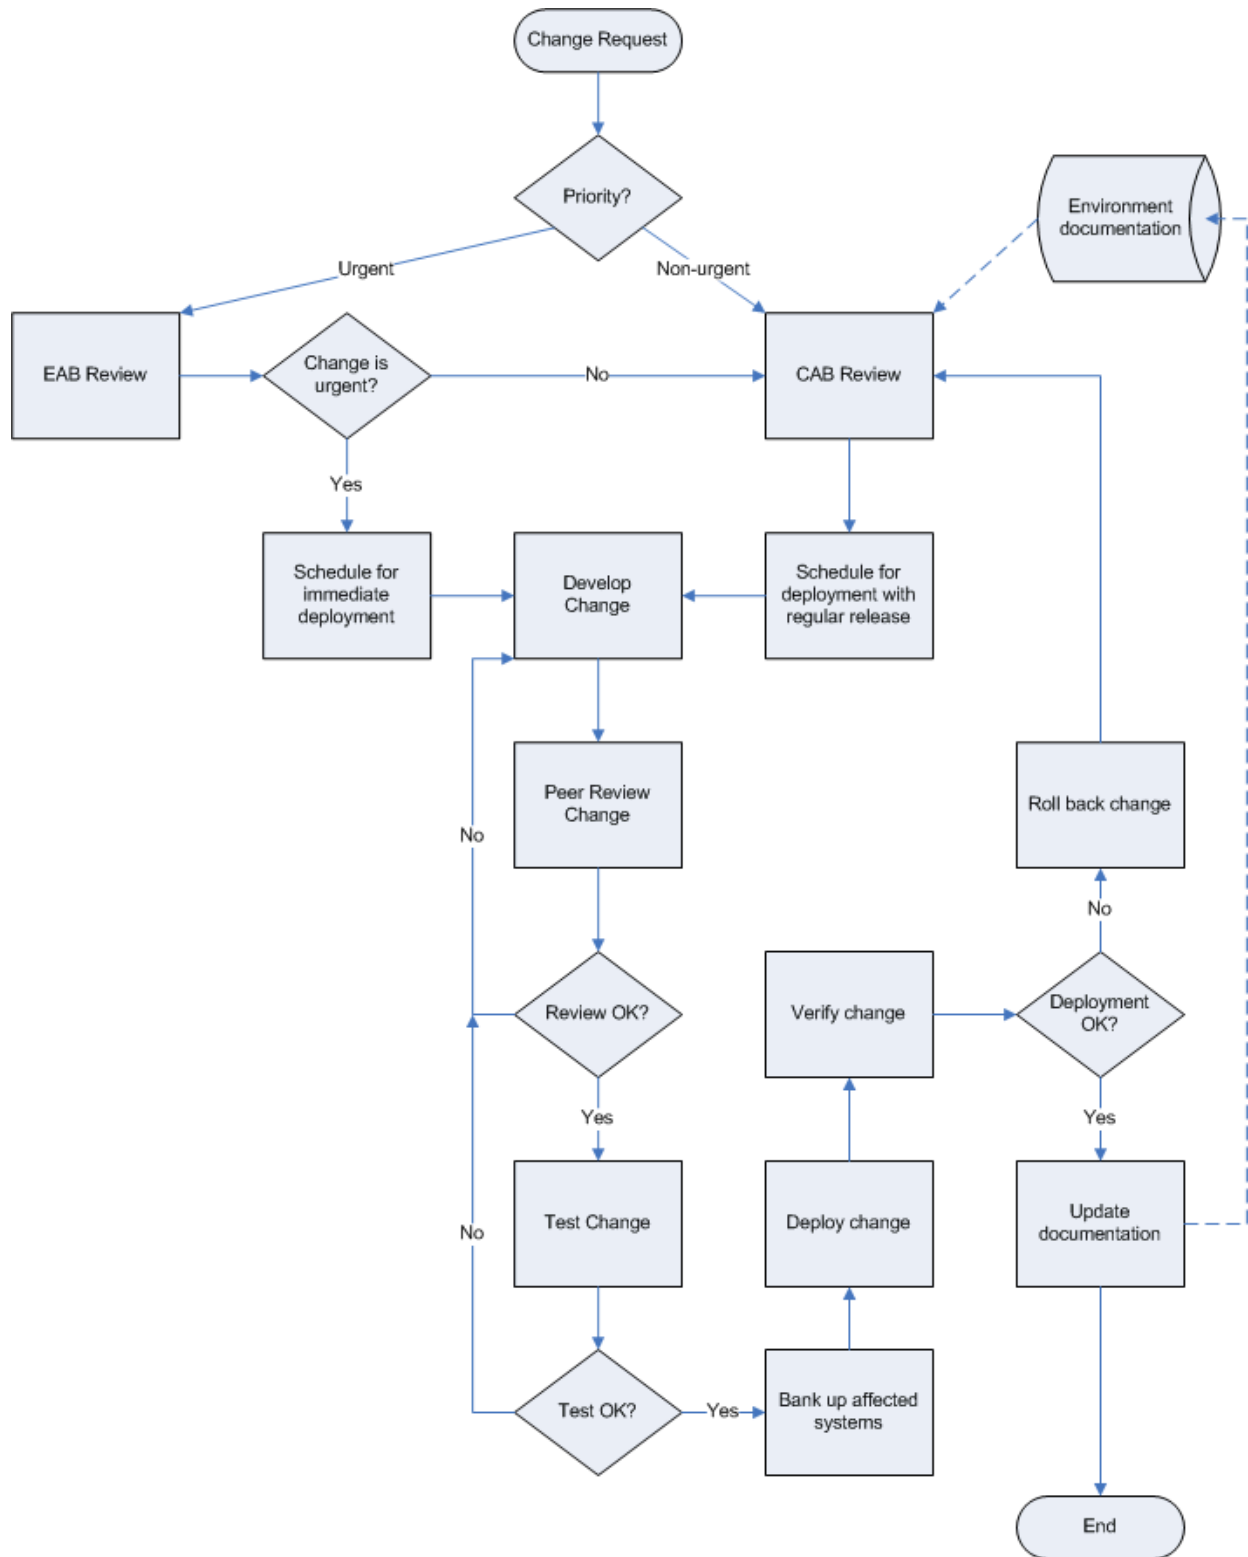 Change Request
Priority?
Environment
documentation
Urgent
Non-urgent
EAB Review
Change is
urgent?
No
CAB Review
Yes
Schedule for
immediate
deployment
Develop
Change
Schedule for
deployment with
regular release
Peer Review
Change
Roll back change
No
No
Review OK?
Verify change
Deployment
OK?
Yes
Yes
Test Change
Deploy change
Update
documentation
No
Test OK?
Yes
Bank up affected
systems
End